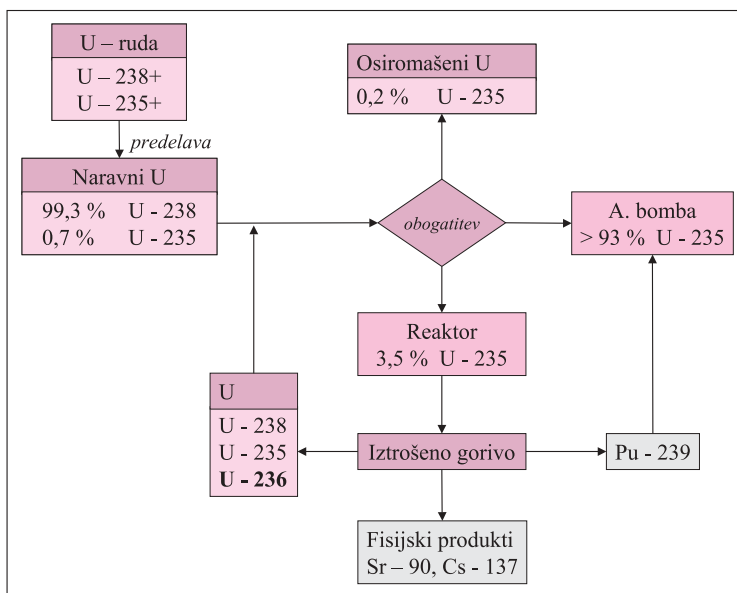 U – ruda
U – 238+
U – 235+
predelava
Naravni U
99,3 % U - 238
0,7 % U - 235
Osiromašeni U
0,2 % U - 235
obogatitev
A. bomba
> 93 % U - 235
Reaktor
3,5 % U - 235
U
U - 238
U - 235
U - 236
Iztrošeno gorivo
Pu - 239
Fisijski produkti
Sr – 90, Cs - 137